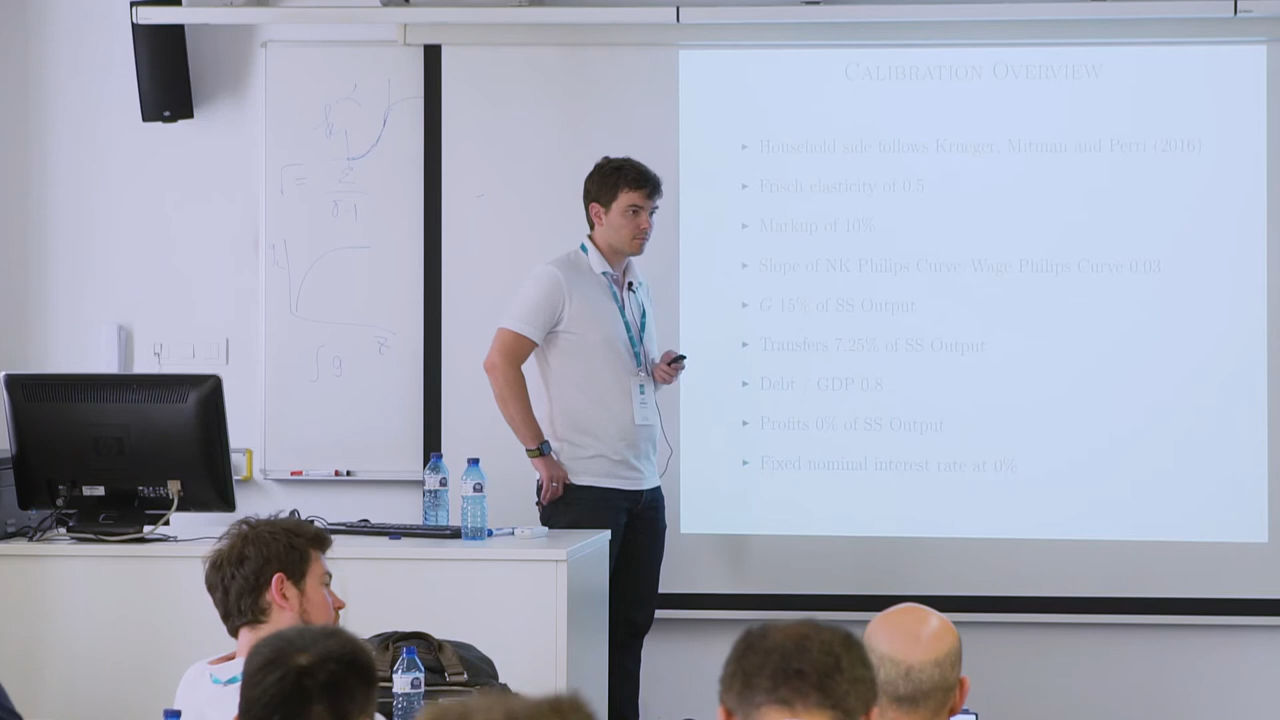 CALIBRATION OVERVIEW
▸ Household side follows Krueger, Mitman and Perri (2016)
▸ Frisch elasticity of 0.5
▸ Markup of 10%
▸ Slope of NK Philips Curve/Wage Philips Curve 0.03
▸ G 15% of SS Output
▸ Transfers 7.25% of SS Output
▸ Debt / GDP 0.8
▸ Profits 0% of SS Output
▸ Fixed nominal interest rate at 0%
∫ g
z